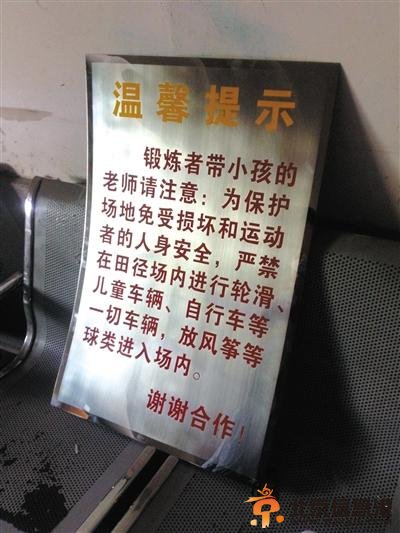 温馨提示
锻炼者带小孩的
老师请注意：为保护
场地免受损坏和运动
者的人身安全，严禁
在田径场内进行轮滑、
儿童车辆、自行车等
一切车辆，放风筝等
球类进入场内。
谢谢合作！